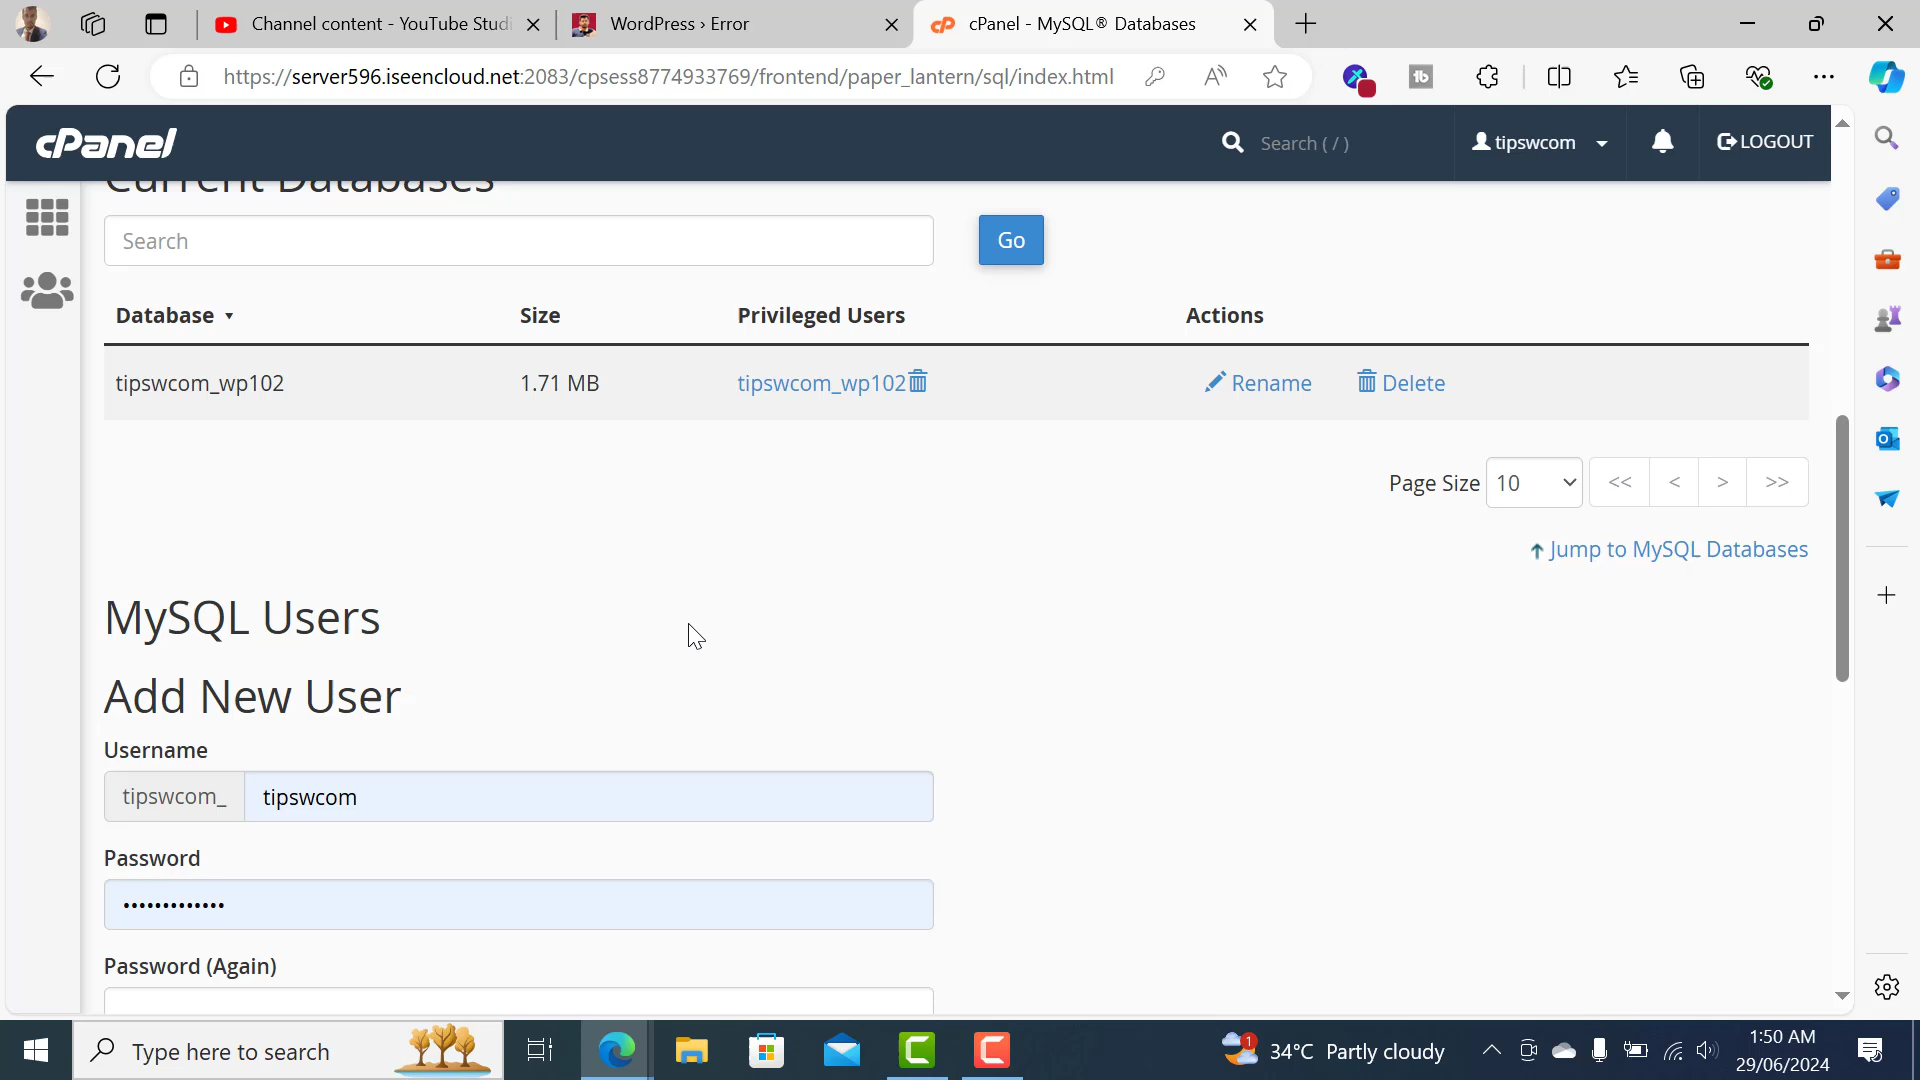 Channel content - YouTube Studi
WordPress › Error
cPanel - MySQL® Databases
https://server596.iseencloud.net:2083/cpsess8774933769/frontend/paper_lantern/sql/index.html
cPanel
Search ( / )
tipswcom
LOGOUT
Current Databases
Search
Go
Database
Size
Privileged Users
Actions
tipswcom_wp102
1.71 MB
tipswcom_wp102
Rename
Delete
Page Size
10
<<
<
>
>>
Jump to MySQL Databases
MySQL Users
Add New User
Username
tipswcom_
tipswcom
Password
•••••••••••••
Password (Again)
Type here to search
1
34°C Partly cloudy
1:50 AM
29/06/2024